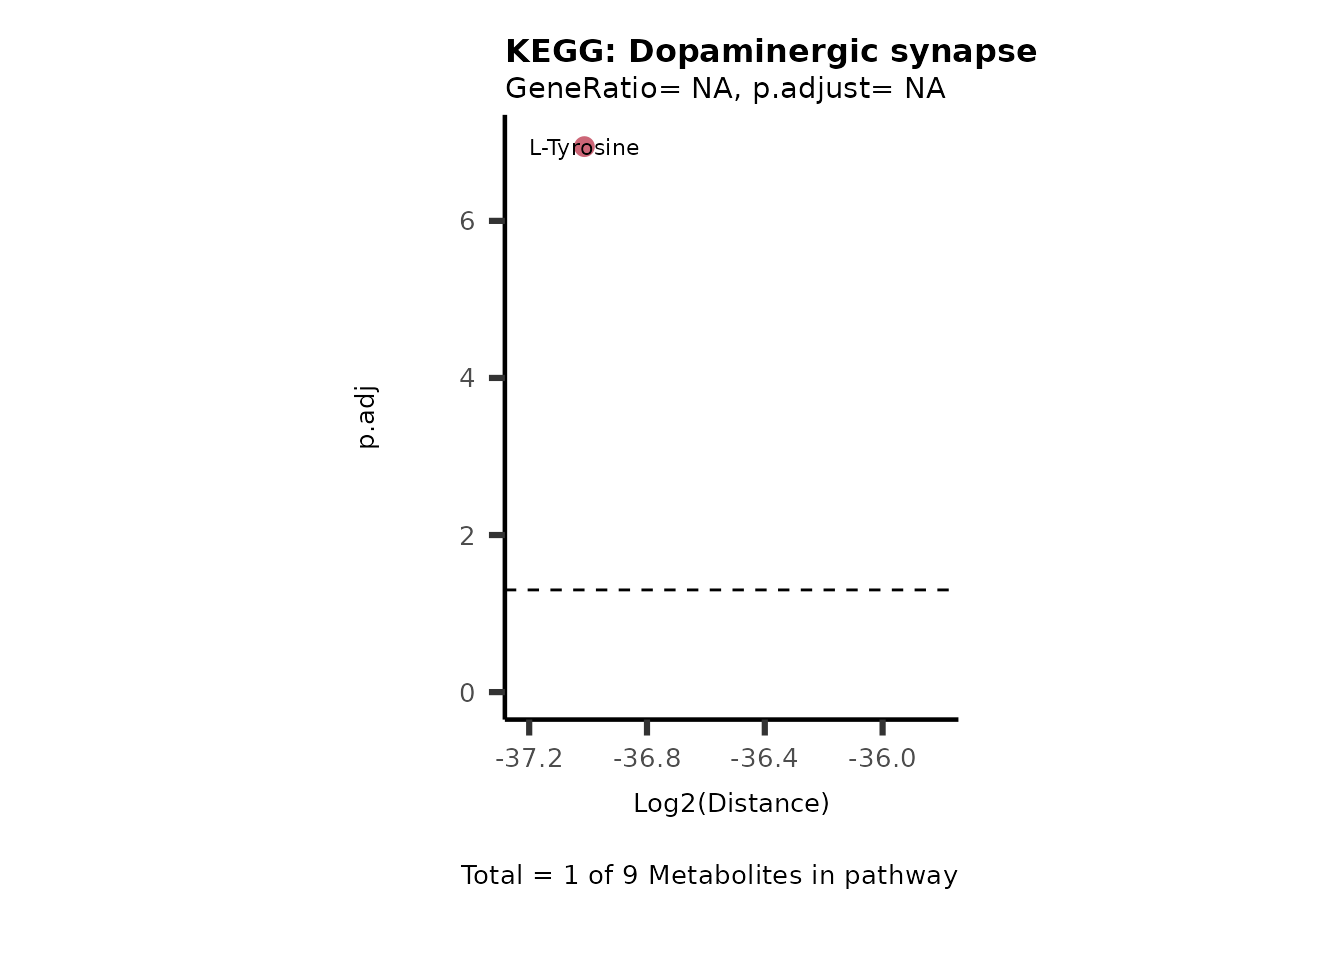 KEGG: Dopaminergic synapse
GeneRatio= NA, p.adjust= NA
L-Tyrosine
6
4
2
0
p.adj
-37.2 -36.8 -36.4 -36.0
Log2(Distance)
Total = 1 of 9 Metabolites in pathway